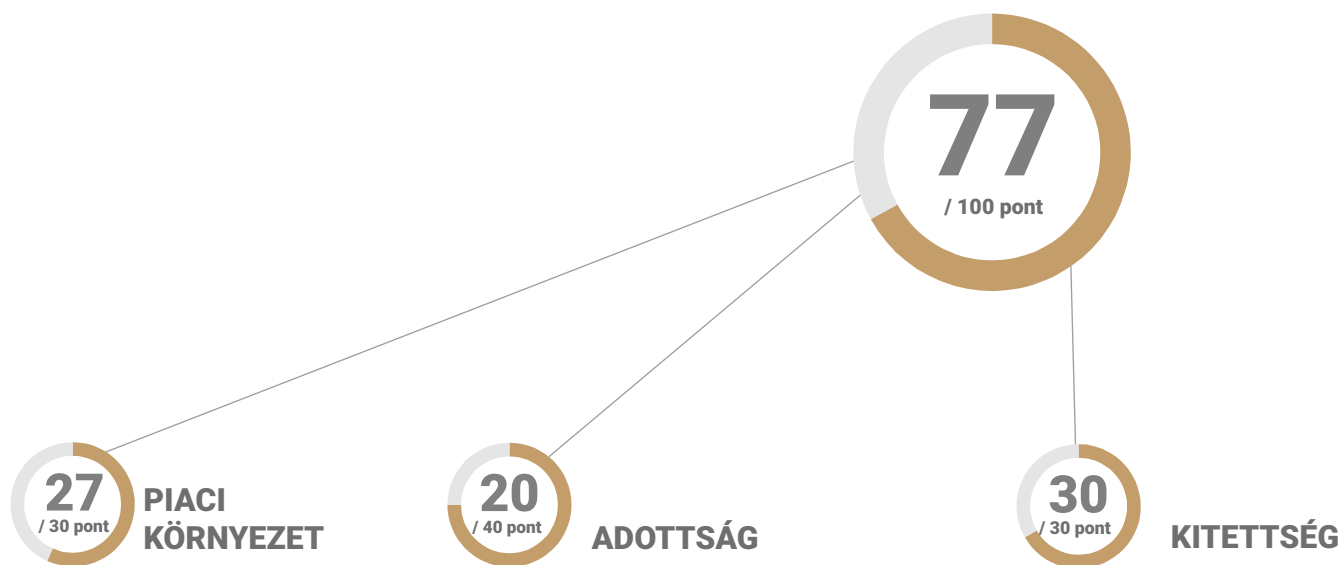 77
/ 100 pont
27
/ 30 pont
PIACI
KÖRNYEZET
20
/ 40 pont
ADOTTSÁG
30
/ 30 pont
KITETTSÉG